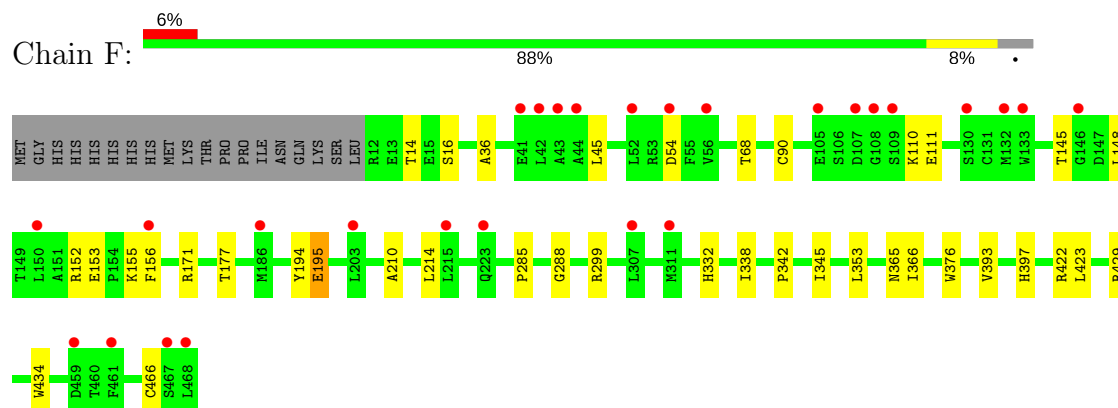 6%
Chain F:
88% 8% •
MET GLY HIS HIS HIS HIS HIS HIS MET LYS THR PRO PRO ILE ASN GLN LYS SER LEU R12 E13 T14 E15 S16 A36 E41 L42 A43 A44 L45 L52 R53 D54 F55 V56 T68 C90 E105 S106 D107 G108 S109 K110 E111 S130 C131 M132 W133 T145 G146 D147 L148
T149 L150 A151 R152 E153 P154 K155 F156 R171 T177 M186 Y194 E195 L203 A210 L214 L215 Q223 P285 G288 R299 L307 M311 H332 I338 P342 I345 L353 N365 I366 W376 V393 H397 R422 L423
W434 D459 T460 F461 C466 S467 L468